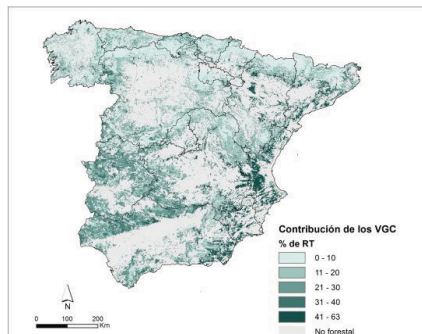 Contribución de los VGC
% de RT
0 - 10
11 - 20
21 - 30
31 - 40
41 - 63
No forestal
N
0 100 200
Km